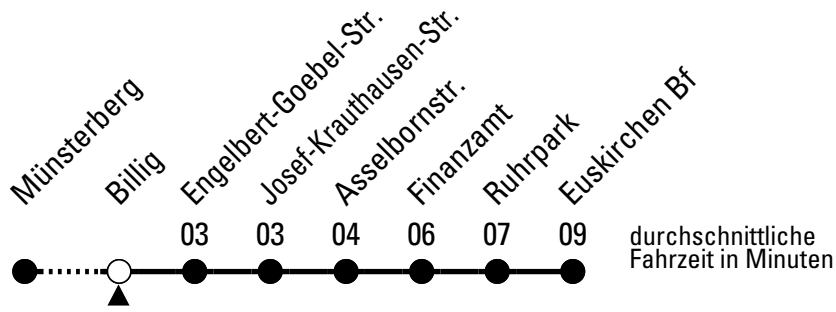 Münsterberg
Billig
Engelbert-Goebel-Str.
Josef-Krauthausen-Str.
Asselbornstr.
Finanzamt
Ruhrpark
Euskirchen Bf
03 03 04 06 07 09
durchschnittliche
Fahrzeit in Minuten